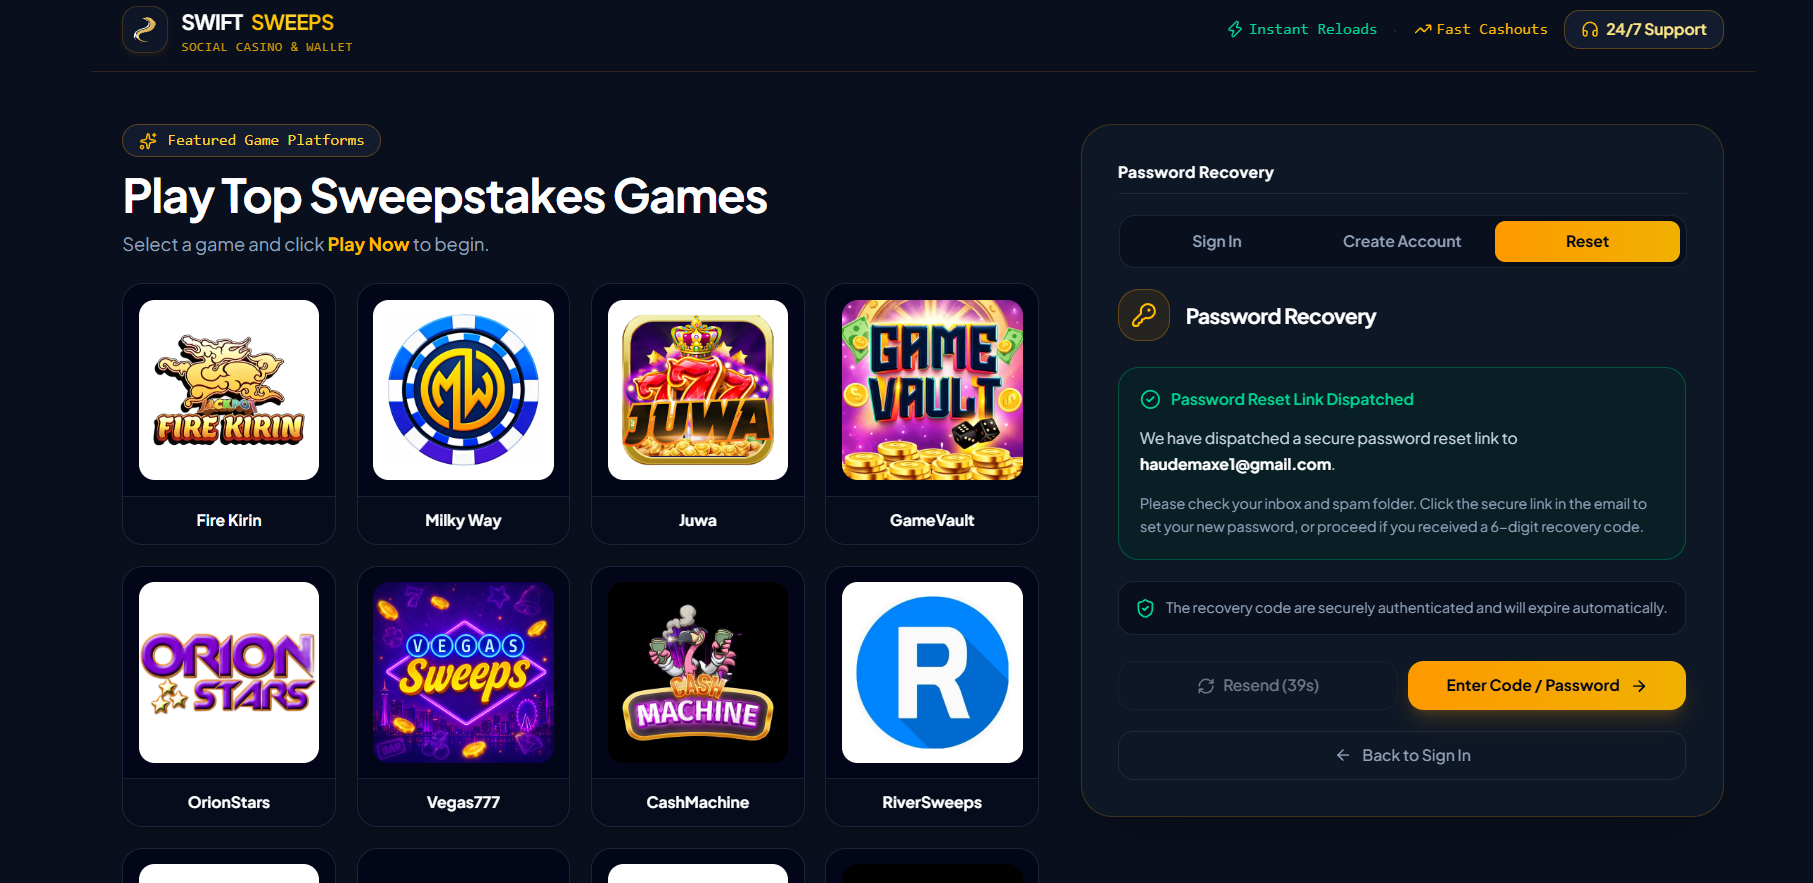 SWIFT SWEEPS
SOCIAL CASINO & WALLET
Instant Reloads · Fast Cashouts
24/7 Support
Featured Game Platforms
Play Top Sweepstakes Games
Select a game and click Play Now to begin.
JACKPOT
FIRE KIRIN
Fire Kirin
MW
Milky Way
777
JUWA
Juwa
GAME
VAULT
GameVault
ORION
STARS
OrionStars
VEGAS
Sweeps
BAR
Vegas777
CASH
MACHINE
CashMachine
R
RiverSweeps
Password Recovery
Sign In
Create Account
Reset
Password Recovery
Password Reset Link Dispatched
We have dispatched a secure password reset link to
haudemaxe1@gmail.com.
Please check your inbox and spam folder. Click the secure link in the email to
set your new password, or proceed if you received a 6-digit recovery code.
The recovery code are securely authenticated and will expire automatically.
Resend (39s)
Enter Code / Password →
← Back to Sign In